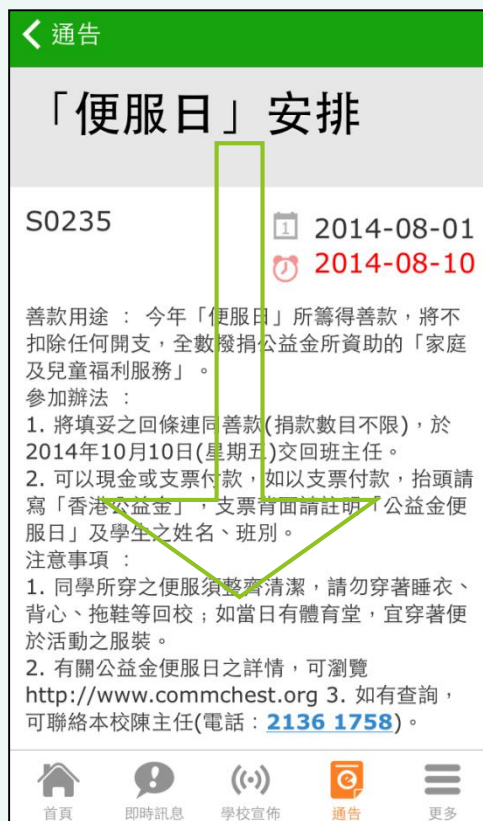 通告
「便服日」安排
S0235
2014-08-01
2014-08-10
善款用途 ： 今年「便服日」所籌得善款，將不
扣除任何開支，全數撥捐公益金所資助的「家庭
及兒童福利服務」。
參加辦法 ：
1. 將填妥之回條連同善款(捐款數目不限)，於
2014年10月10日(星期五)交回班主任。
2. 可以現金或支票付款，如以支票付款，抬頭請
寫「香港公益金」，支票背面請註明「公益金便
服日」及學生之姓名、班別。
注意事項 ：
1. 同學所穿之便服須整齊清潔，請勿穿著睡衣、
背心、拖鞋等回校；如當日有體育堂，宜穿著便
於活動之服裝。
2. 有關公益金便服日之詳情，可瀏覽
http://www.commchest.org 3. 如有查詢，
可聯絡本校陳主任(電話：2136 1758)。
首頁 即時訊息 學校宣佈 通告 更多